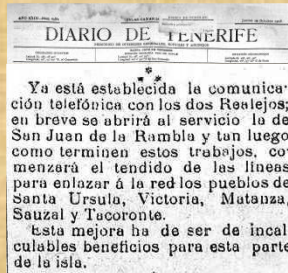 DIARIO DE TENERIFE
Ya está establecida la comunica-
ción telefónica con los dos Realejos;
en breve se abrirá al servicio la de
San Juan de la Rambla y tan luego
como terminen estos trabajos, co-
menzará el tendido de las líneas
para enlazar á la red los pueblos de
Santa Ursula, Victoria, Matanza,
Sauzal y Tacoronte.
Esta mejora ha de ser de incal
culables beneficios para esta parte
de la isla.